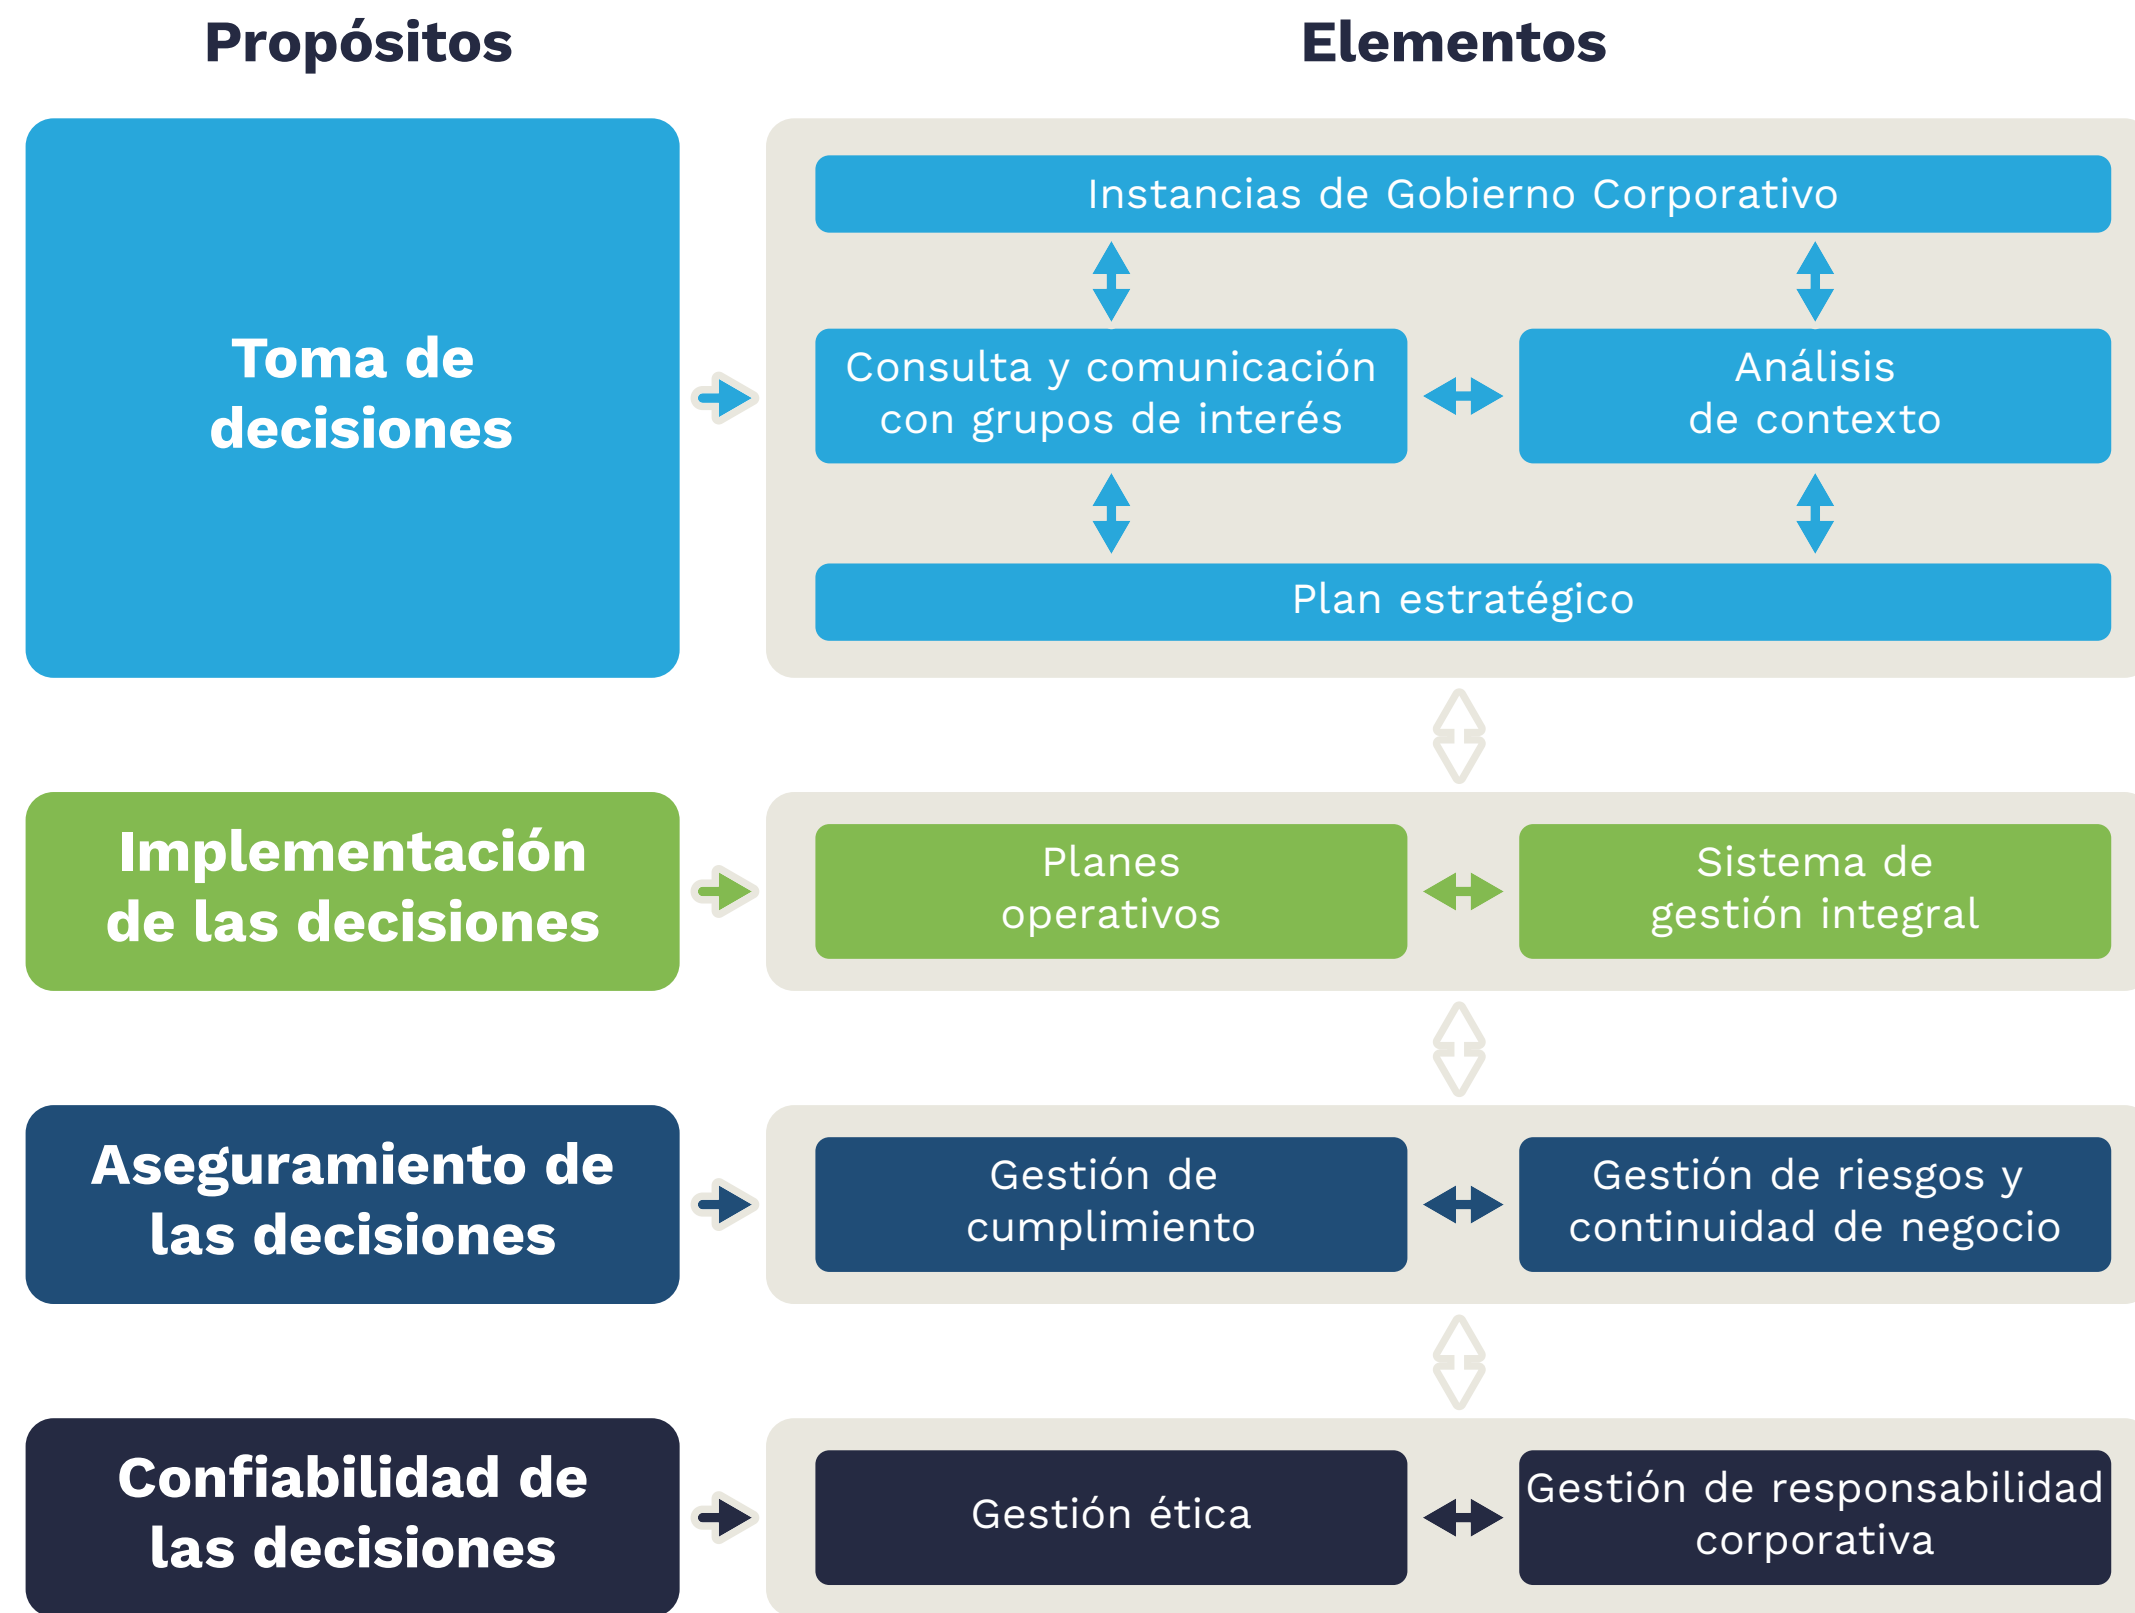 Propósitos
Elementos
Toma de
decisiones
Instancias de Gobierno Corporativo
Consulta y comunicación
con grupos de interés
Análisis
de contexto
Plan estratégico
Implementación
de las decisiones
Planes
operativos
Sistema de
gestión integral
Aseguramiento de
las decisiones
Gestión de
cumplimiento
Gestión de riesgos y
continuidad de negocio
Confiabilidad de
las decisiones
Gestión ética
Gestión de responsabilidad
corporativa